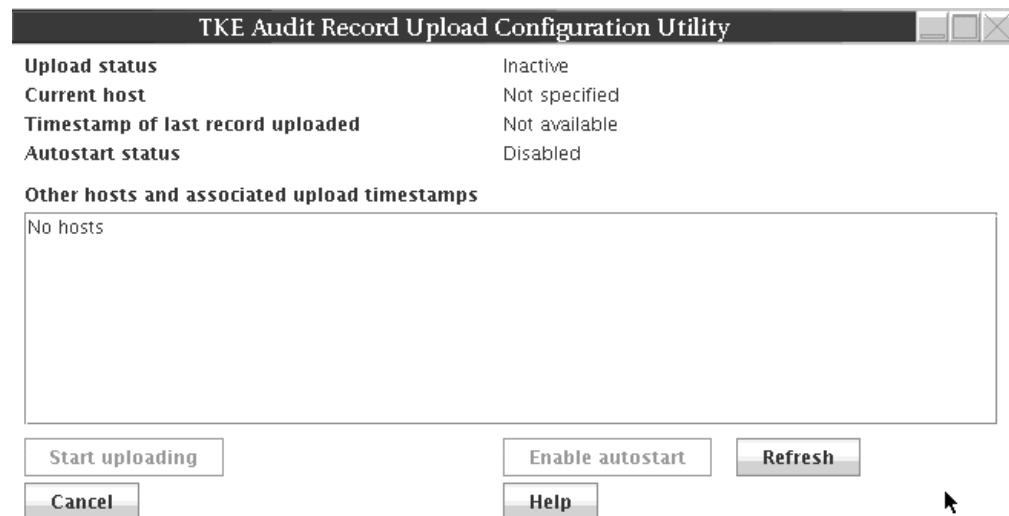 TKE Audit Record Upload Configuration Utility
Upload status Inactive
Current host Not specified
Timestamp of last record uploaded Not available
Autostart status Disabled
Other hosts and associated upload timestamps
No hosts
Start uploading Enable autostart Refresh
Cancel Help